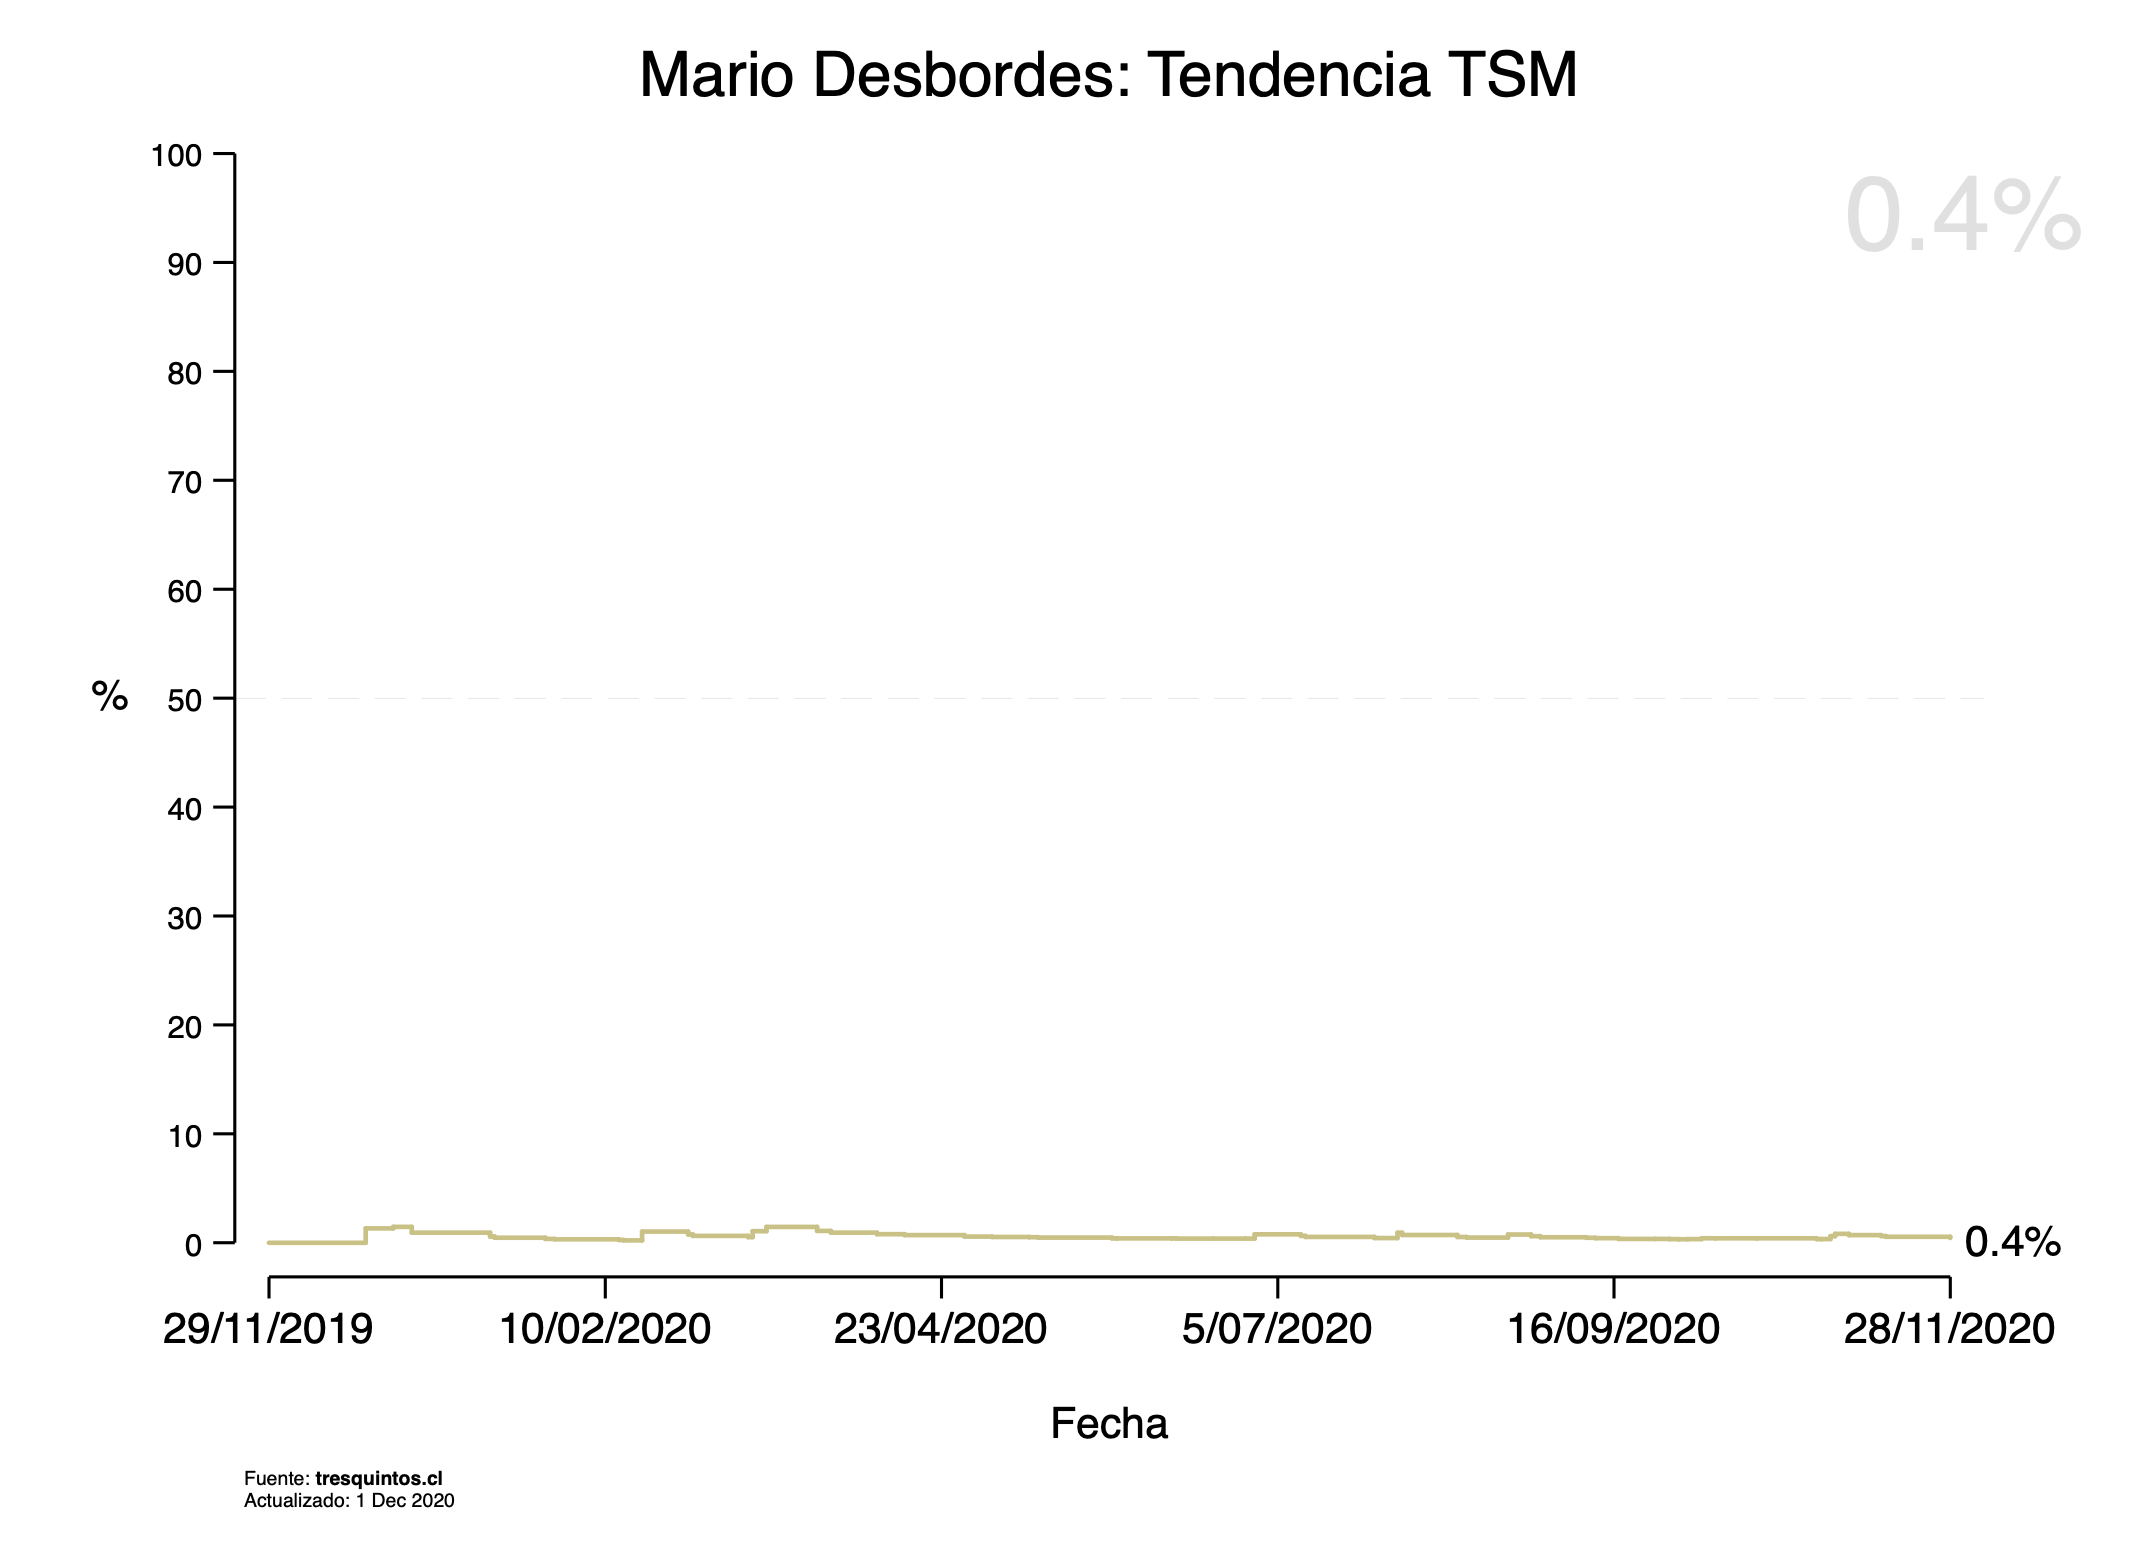 Mario Desbordes: Tendencia TSM
0.4%
100
90
80
70
60
50
40
30
20
10
0
%
0.4%
29/11/2019 10/02/2020 23/04/2020 5/07/2020 16/09/2020 28/11/2020
Fecha
Fuente: tresquintos.cl
Actualizado: 1 Dec 2020